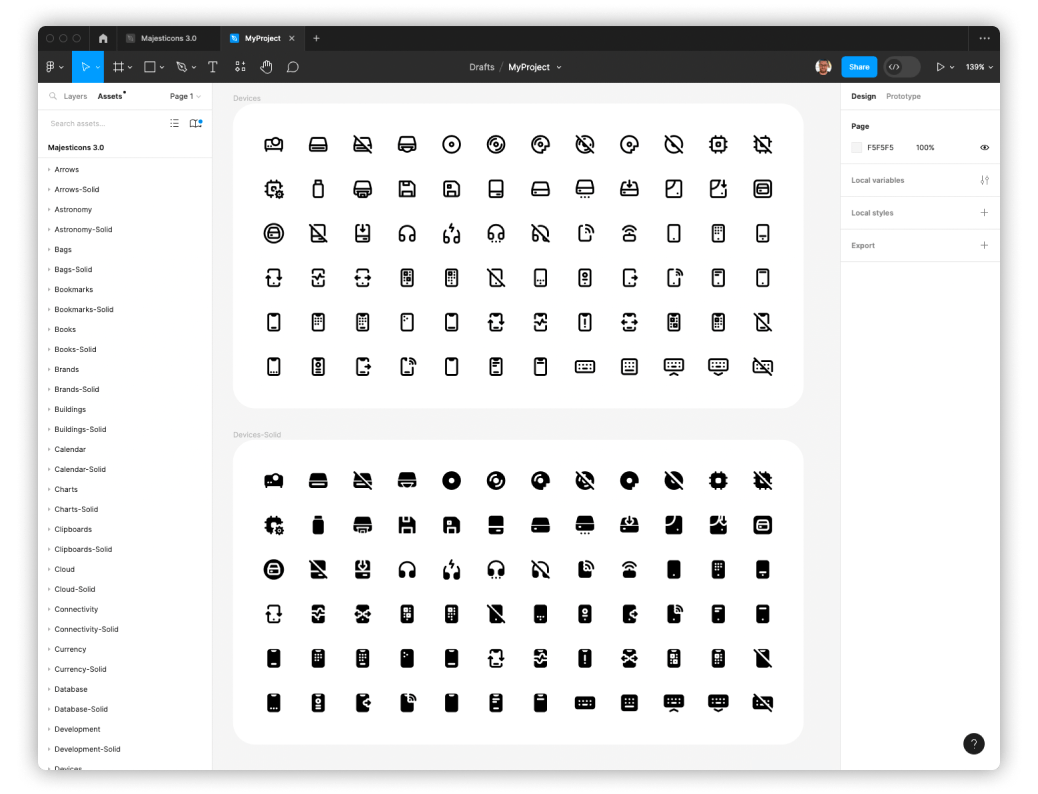 Majesticons 3.0
MyProject
Drafts / MyProject
Share
139%
Layers Assets Page 1
Search assets...
Majesticons 3.0
Arrows
Arrows-Solid
Astronomy
Astronomy-Solid
Bags
Bags-Solid
Bookmarks
Bookmarks-Solid
Books
Books-Solid
Brands
Brands-Solid
Buildings
Buildings-Solid
Calendar
Calendar-Solid
Charts
Charts-Solid
Clipboards
Clipboards-Solid
Cloud
Cloud-Solid
Connectivity
Connectivity-Solid
Currency
Currency-Solid
Database
Database-Solid
Development
Development-Solid
Devices
Devices
Devices-Solid
Design Prototype
Page
F5F5F5 100%
Local variables
Local styles
Export
?